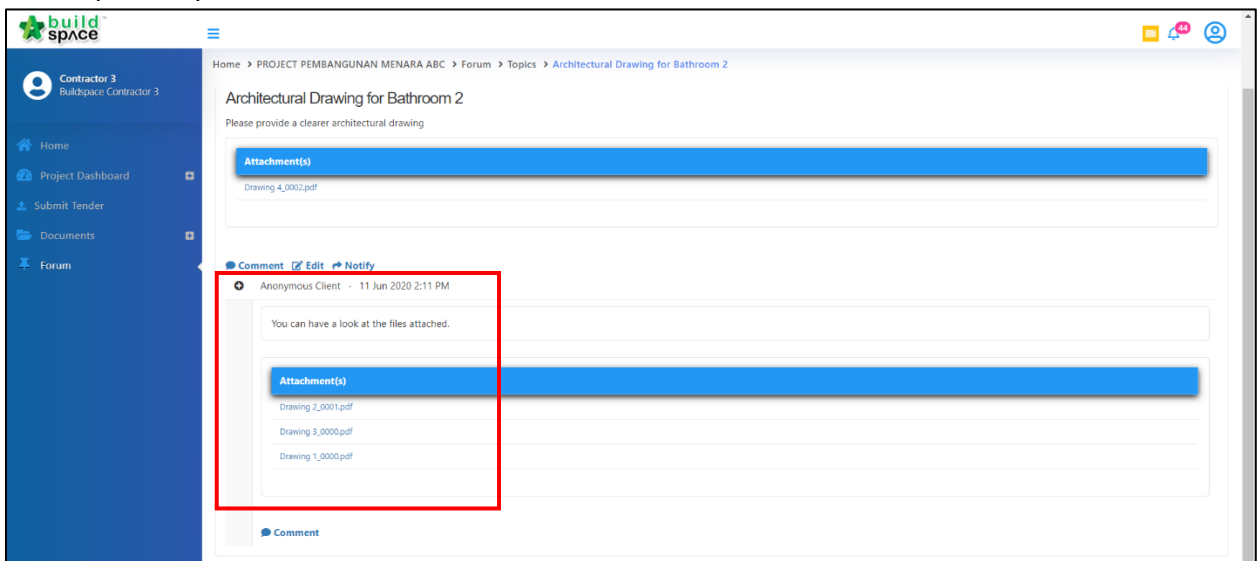 build
space
44
Contractor 3
Buildspace Contractor 3
Home
Project Dashboard
Submit Tender
Documents
Forum
Home > PROJECT PEMBANGUNAN MENARA ABC > Forum > Topics > Architectural Drawing for Bathroom 2
Architectural Drawing for Bathroom 2
Please provide a clearer architectural drawing
Attachment(s)
Drawing 4_0002.pdf
Comment Edit Notify
Anonymous Client - 11 Jun 2020 2:11 PM
You can have a look at the files attached.
Attachment(s)
Drawing 2_0001.pdf
Drawing 3_0000.pdf
Drawing 1_0000.pdf
Comment